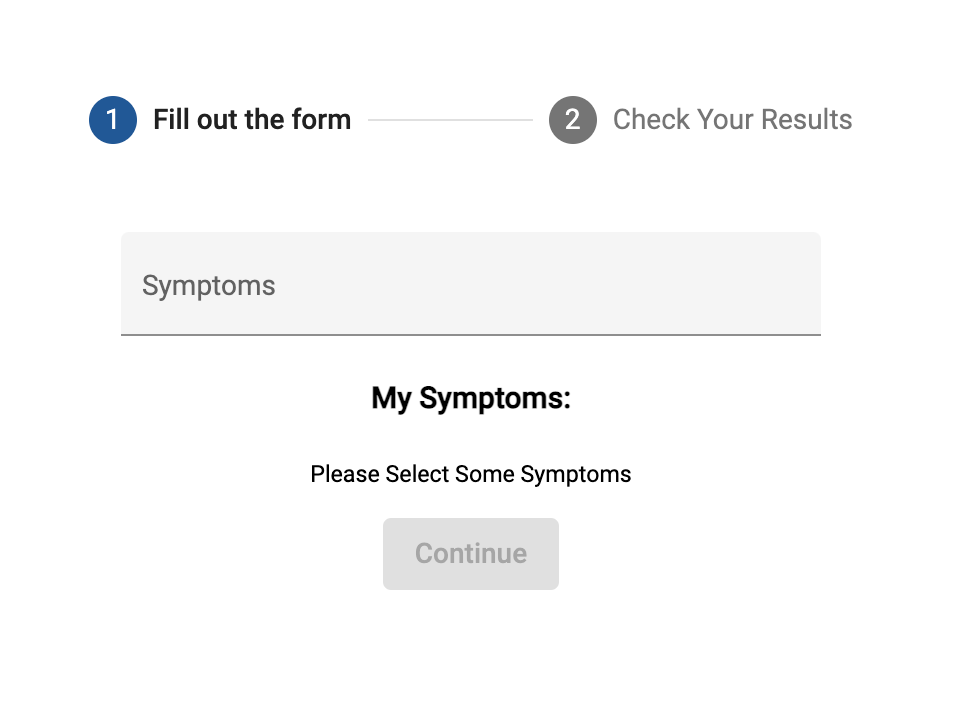 1 Fill out the form 2 Check Your Results
Symptoms
My Symptoms:
Please Select Some Symptoms
Continue